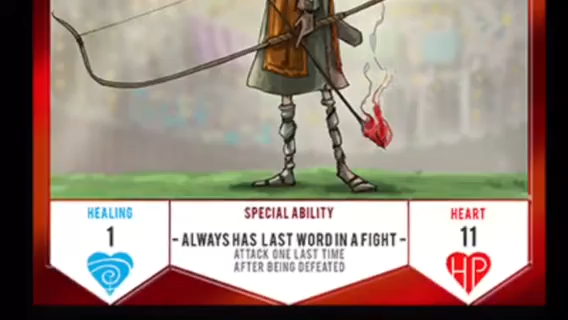 HEALING
1
SPECIAL ABILITY
- ALWAYS HAS LAST WORD IN A FIGHT -
ATTACK ONE LAST TIME
AFTER BEING DEFEATED
HEART
11
HP